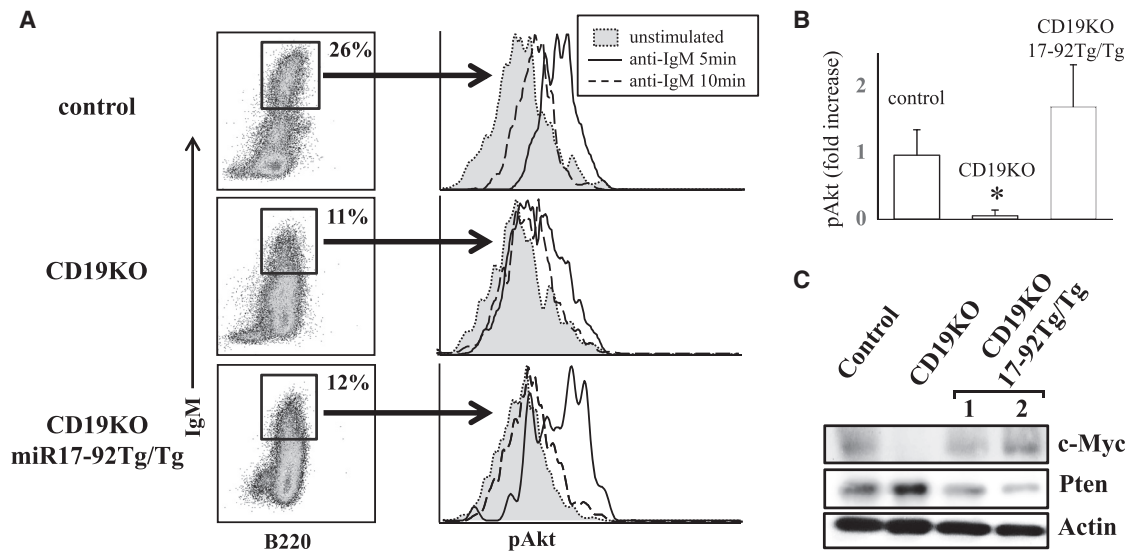 A
control
26%
unstimulated
anti-IgM 5min
anti-IgM 10min
CD19KO
11%
CD19KO
miR17-92Tg/Tg
12%
IgM
B220
pAkt
B
pAkt (fold increase)
2
1
0
control
CD19KO
*
CD19KO
17-92Tg/Tg
C
Control
CD19KO
CD19KO
17-92Tg/Tg
1 2
c-Myc
Pten
Actin